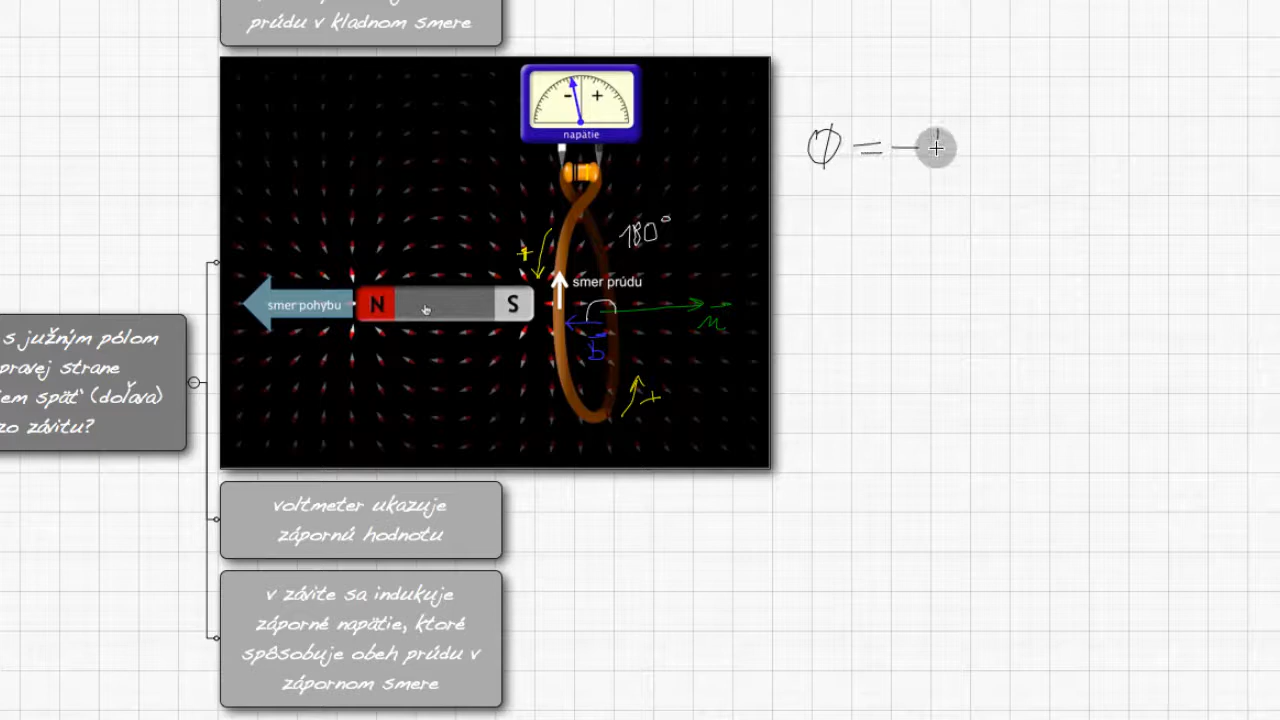 prúdu v kladnom smere
- +
napätie
180°
+
smer prúdu
smer pohybu
N
S
n
b
+
Φ = -
s južným pólom
pravej strane
em späť (doľava)
zo závitu?
voltmeter ukazuje
zápornú hodnotu
v závite sa indukuje
záporné napätie, ktoré
spôsobuje obeh prúdu v
zápornom smere